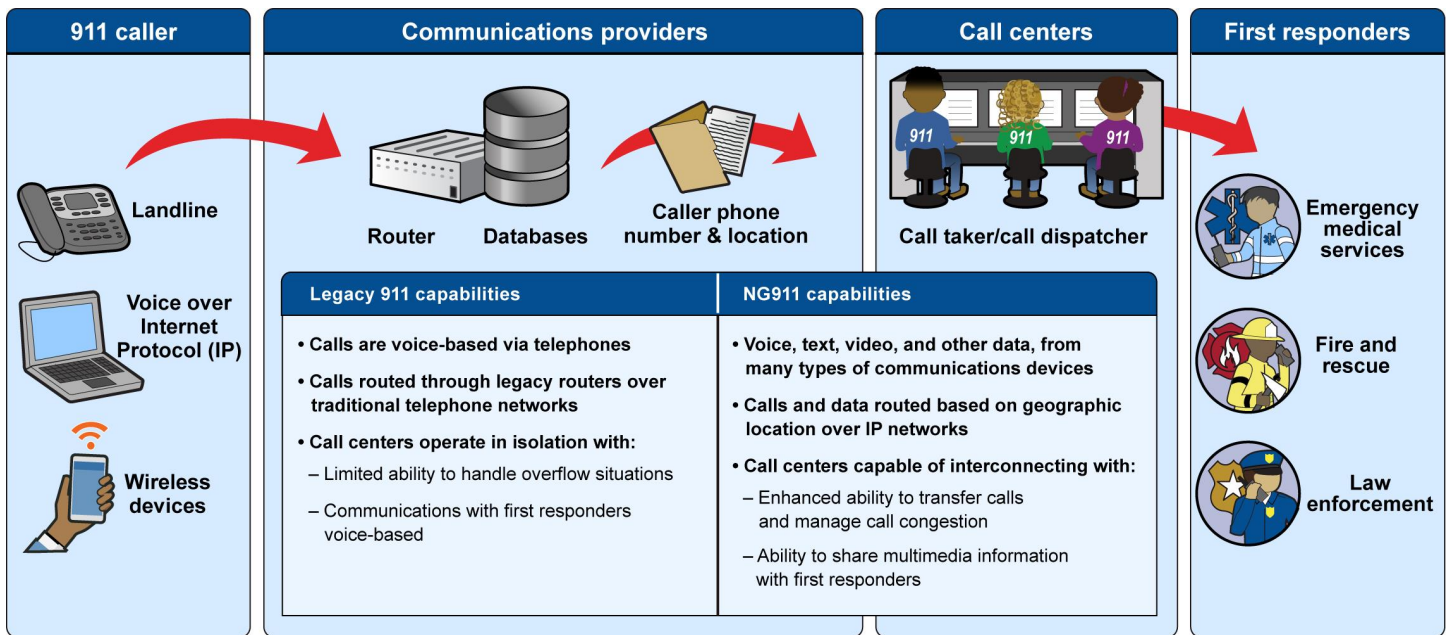 911 caller
Landline
Voice over
Internet
Protocol (IP)
Wireless
devices
Communications providers
Router
Databases
Caller phone
number & location
Call centers
911
911
911
Call taker/call dispatcher
Legacy 911 capabilities
• Calls are voice-based via telephones
• Calls routed through legacy routers over
traditional telephone networks
• Call centers operate in isolation with:
– Limited ability to handle overflow situations
– Communications with first responders
voice-based
NG911 capabilities
• Voice, text, video, and other data, from
many types of communications devices
• Calls and data routed based on geographic
location over IP networks
• Call centers capable of interconnecting with:
– Enhanced ability to transfer calls
and manage call congestion
– Ability to share multimedia information
with first responders
First responders
Emergency
medical
services
Fire and
rescue
Law
enforcement